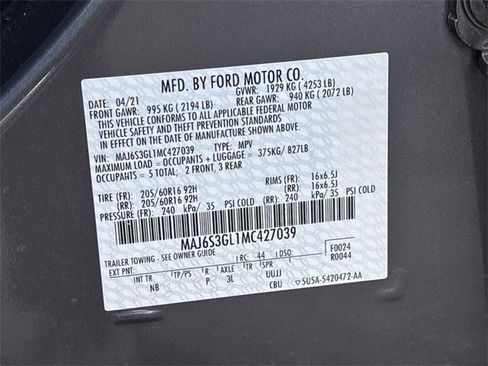 MFD. BY FORD MOTOR CO.
DATE: 04/21 GVWR: 1929 KG ( 4253 LB)
FRONT GAWR: 995 KG ( 2194 LB) REAR GAWR: 940 KG ( 2072 LB)
THIS VEHICLE CONFORMS TO ALL APPLICABLE FEDERAL MOTOR
VEHICLE SAFETY AND THEFT PREVENTION STANDARDS IN EFFECT
ON THE DATE OF MANUFACTURE SHOWN ABOVE.
VIN: MAJ6S3GL1MC427039 TYPE: MPV
MAXIMUM LOAD = OCCUPANTS + LUGGAGE = 375KG/ 827LB
OCCUPANTS = 5 TOTAL: 2 FRONT, 3 REAR
TIRE (FR): 205/60R16 92H RIMS (FR): 16x6.5J
(RR): 205/60R16 92H (RR): 16x6.5J
PRESSURE (FR): 240 kPa/ 35 PSI COLD (RR) 240 kPa/ 35 PSI COLD
MAJ6S3GL1MC427039
TRAILER TOWING - SEE OWNER GUIDE RC: 44 DSO: F0024
EXT PNT: R0044
INT TR TP/PS R AXLE TR SPR
NB P 3L UUJJ
CBU 5U5A-5420472-AA